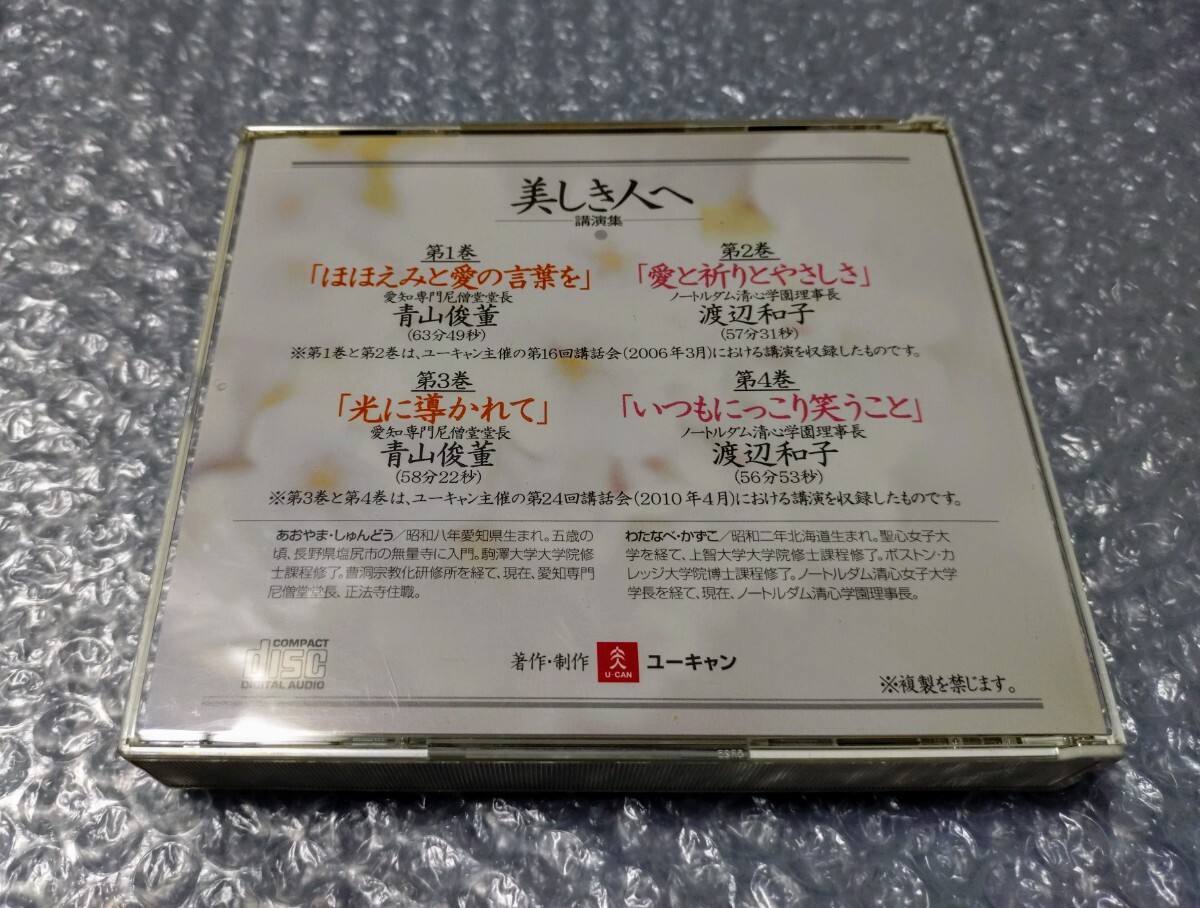 美しき人へ
講演集
第1巻
「ほほえみと愛の言葉を」
愛知専門尼僧堂堂長
青山俊董
(63分49秒)
第2巻
「愛と祈りとやさしさ」
ノートルダム清心学園理事長
渡辺和子
(57分31秒)
※第1巻と第2巻は、ユーキャン主催の第16回講話会(2006年3月)における講演を収録したものです。
第3巻
「光に導かれて」
愛知専門尼僧堂堂長
青山俊董
(58分22秒)
第4巻
「いつもにっこり笑うこと」
ノートルダム清心学園理事長
渡辺和子
(56分53秒)
※第3巻と第4巻は、ユーキャン主催の第24回講話会(2010年4月)における講演を収録したものです。
あおやま・しゅんどう/昭和八年愛知県生まれ。五歳の
頃、長野県塩尻市の無量寺に入門。駒澤大学大学院修
士課程修了。曹洞宗教化研修所を経て、現在、愛知専門
尼僧堂堂長、正法寺住職。
わたなべ・かずこ/昭和二年北海道生まれ。聖心女子大
学を経て、上智大学大学院修士課程修了。ボストン・カ
レッジ大学院博士課程修了。ノートルダム清心女子大学
学長を経て、現在、ノートルダム清心学園理事長。
COMPACT
disc
DIGITAL AUDIO
著作・制作
U-CAN
ユーキャン
※複製を禁じます。